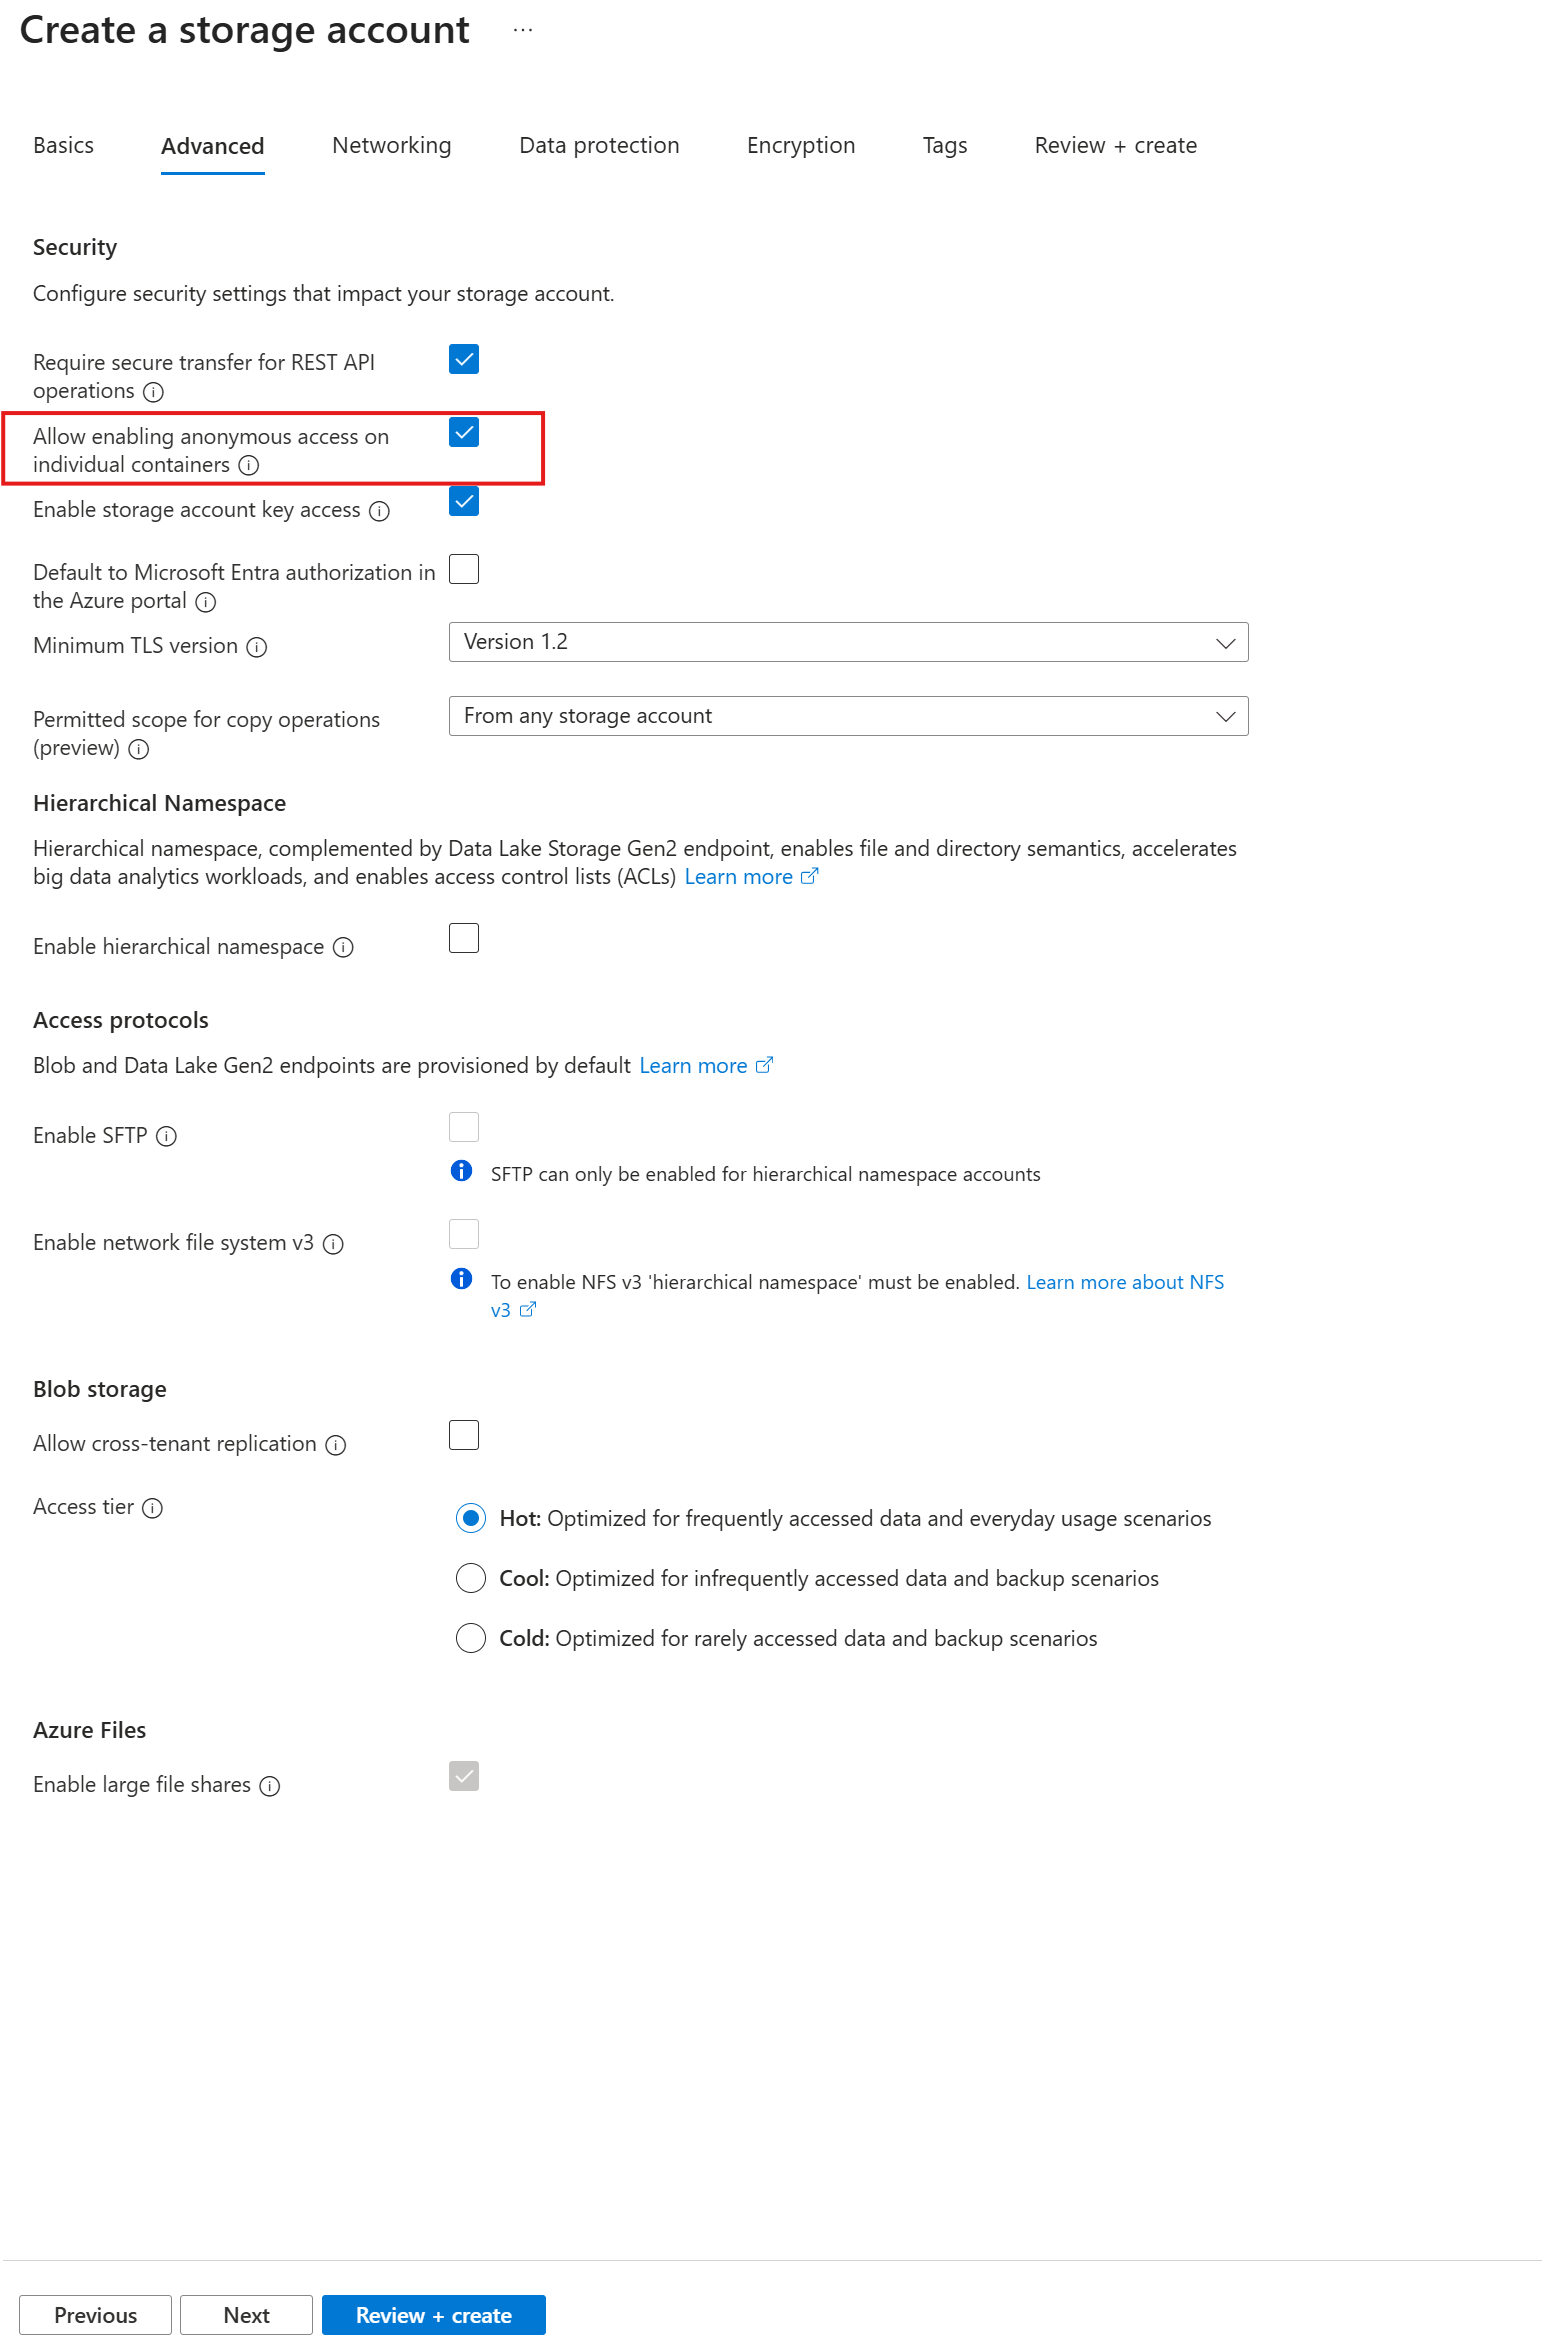 Create a storage account ...
Basics Advanced Networking Data protection Encryption Tags Review + create
Security
Configure security settings that impact your storage account.
Require secure transfer for REST API
operations
Allow enabling anonymous access on
individual containers
Enable storage account key access
Default to Microsoft Entra authorization in
the Azure portal
Minimum TLS version
Version 1.2
Permitted scope for copy operations
(preview)
From any storage account
Hierarchical Namespace
Hierarchical namespace, complemented by Data Lake Storage Gen2 endpoint, enables file and directory semantics, accelerates
big data analytics workloads, and enables access control lists (ACLs) Learn more
Enable hierarchical namespace
Access protocols
Blob and Data Lake Gen2 endpoints are provisioned by default Learn more
Enable SFTP
SFTP can only be enabled for hierarchical namespace accounts
Enable network file system v3
To enable NFS v3 'hierarchical namespace' must be enabled. Learn more about NFS
v3
Blob storage
Allow cross-tenant replication
Access tier
Hot: Optimized for frequently accessed data and everyday usage scenarios
Cool: Optimized for infrequently accessed data and backup scenarios
Cold: Optimized for rarely accessed data and backup scenarios
Azure Files
Enable large file shares
Previous Next Review + create